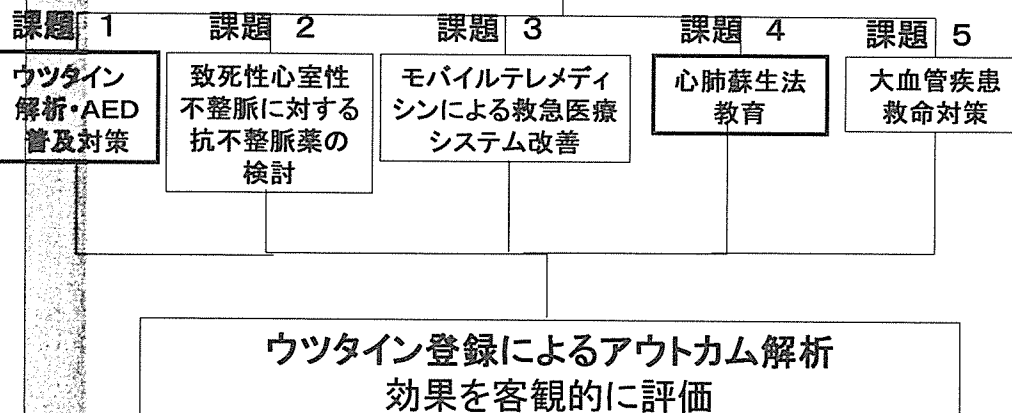 課題 1
課題 2
課題 3
課題 4
課題 5
ウツタイン
解析・AED
普及対策
致死性心室性
不整脈に対する
抗不整脈薬の
検討
モバイルテレメディ
シンによる救急医療
システム改善
心肺蘇生法
教育
大血管疾患
救命対策
ウツタイン登録によるアウトカム解析
効果を客観的に評価